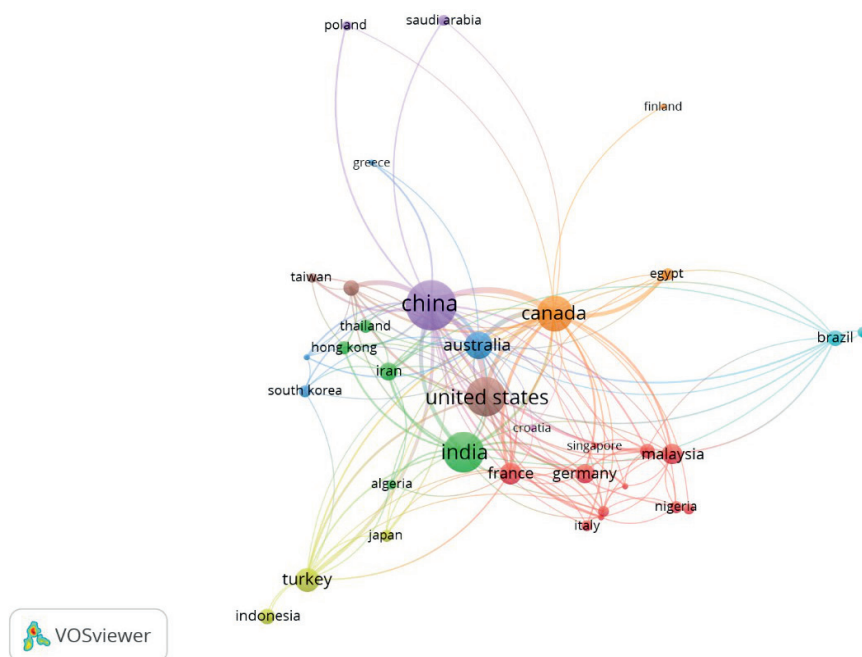 poland
saudi arabia
finland
greece
taiwan
egypt
china
canada
thailand
brazil
hong kong
australia
iran
south korea
united states
croatia
singapore
india
malaysia
france
germany
algeria
nigeria
italy
japan
turkey
indonesia
VOSviewer